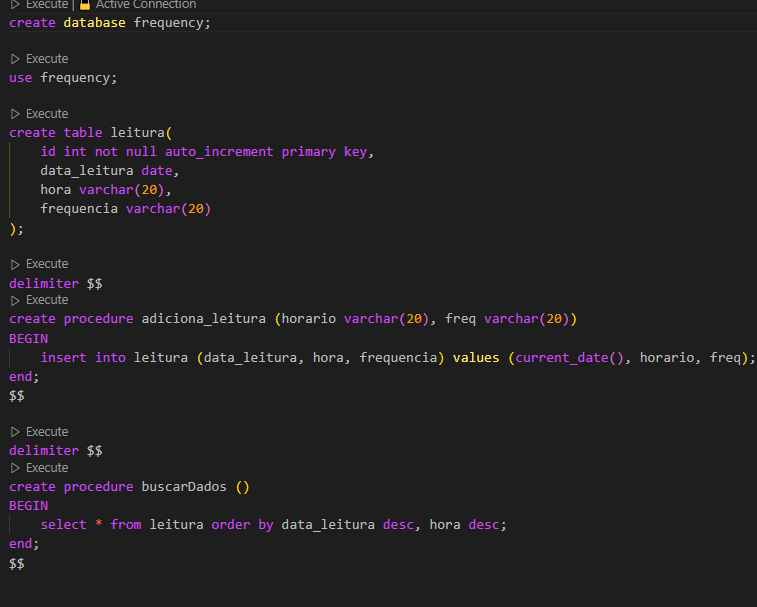 ▷ Execute | 🔒 Active Connection
create database frequency;
▷ Execute
use frequency;
▷ Execute
create table leitura(
    id int not null auto_increment primary key,
    data_leitura date,
    hora varchar(20),
    frequencia varchar(20)
);
▷ Execute
delimiter $$
▷ Execute
create procedure adiciona_leitura (horario varchar(20), freq varchar(20))
BEGIN
    insert into leitura (data_leitura, hora, frequencia) values (current_date(), horario, freq);
end;
$$
▷ Execute
delimiter $$
▷ Execute
create procedure buscarDados ()
BEGIN
    select * from leitura order by data_leitura desc, hora desc;
end;
$$